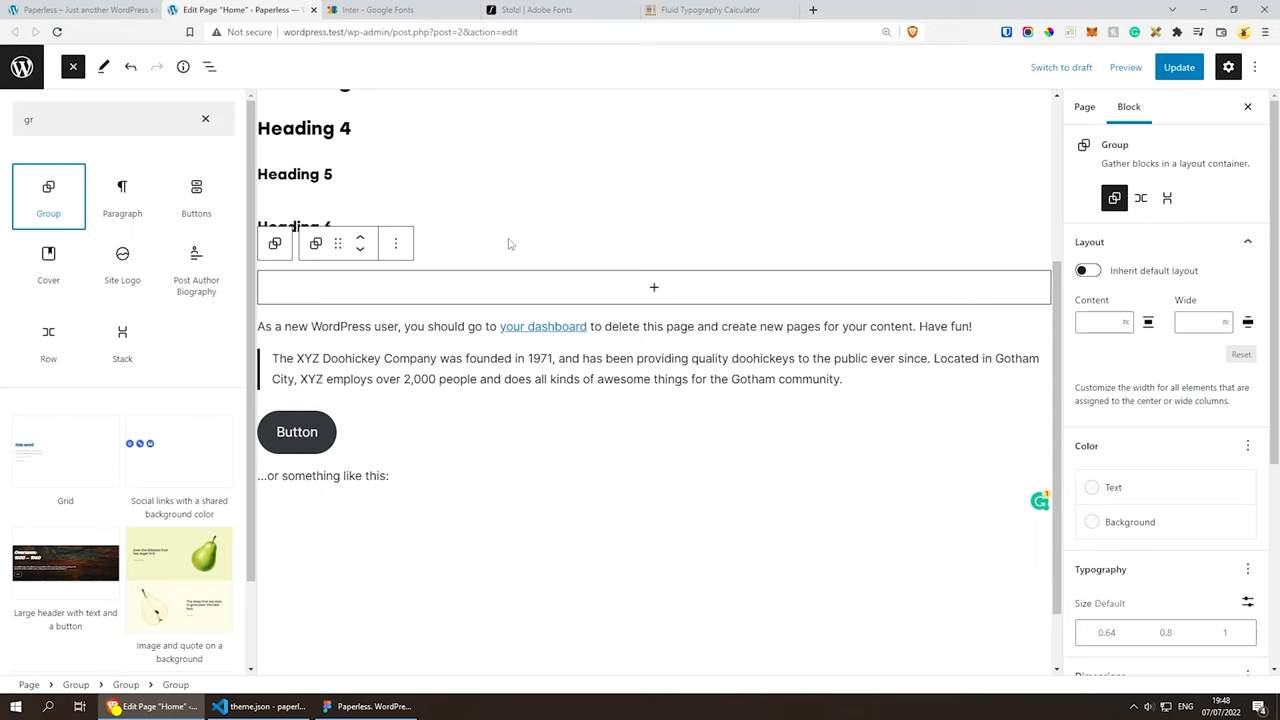 Paperless – Just another WordPress s
Edit Page "Home" ‹ Paperless — W
Inter - Google Fonts
Stolzl | Adobe Fonts
Fluid Typography Calculator
Not secure
wordpress.test/wp-admin/post.php?post=2&action=edit
Switch to draft
Preview
Update
gr
Group
Paragraph
Buttons
Cover
Site Logo
Post Author
Biography
Row
Stack
Grid
Social links with a shared
background color
Large header with text and
a button
Image and quote on a
background
Heading 4
Heading 5
Heading 6
As a new WordPress user, you should go to your dashboard to delete this page and create new pages for your content. Have fun!
The XYZ Doohickey Company was founded in 1971, and has been providing quality doohickeys to the public ever since. Located in Gotham
City, XYZ employs over 2,000 people and does all kinds of awesome things for the Gotham community.
Button
...or something like this:
Page
Block
Group
Gather blocks in a layout container.
Layout
Inherit default layout
Content
Wide
PX
PX
Reset
Customize the width for all elements that are
assigned to the center or wide columns.
Color
Text
Background
Typography
Size Default
0.64
0.8
1
Page
Group
Group
Group
Edit Page "Home" ‹ ...
theme.json - paperl...
Paperless. WordPre...
ENG
19:48
07/07/2022